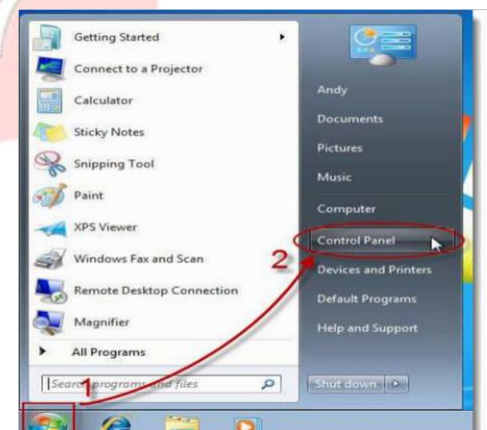 Getting Started
Connect to a Projector
Calculator
Sticky Notes
Snipping Tool
Paint
XPS Viewer
Windows Fax and Scan
Remote Desktop Connection
Magnifier
All Programs
Search programs and files
1
Andy
Documents
Pictures
Music
Computer
2
Control Panel
Devices and Printers
Default Programs
Help and Support
Shut down